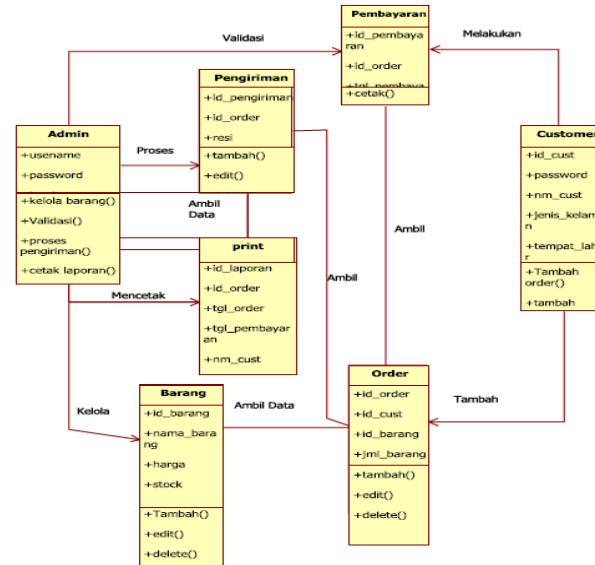 Pembayaran
+id_pembaya
ran
+id_order
+cetak()
Validasi
Melakukan
Pengiriman
+id_pengiriman
+id_order
+resi
+tambah()
+edit()
Admin
+usename
+password
+kelola barang()
+Validasi()
+proses
pengiriman()
+cetak laporan()
Proses
Ambil
Data
Customer
+id_cust
+password
+nm_cust
+jenis_kelam
n
+tempat_lah
r
+Tambah
order()
+tambah
Ambil
print
+id_laporan
+id_order
+tgl_order
+tgl_pembayar
an
+nm_cust
Ambil
Mencetak
Order
+id_order
+id_cust
+id_barang
+jml_barang
+tambah()
+edit()
+delete()
Tambah
Kelola
Ambil Data
Barang
+id_barang
+nama_bara
ng
+harga
+stock
+Tambah()
+edit()
+delete()